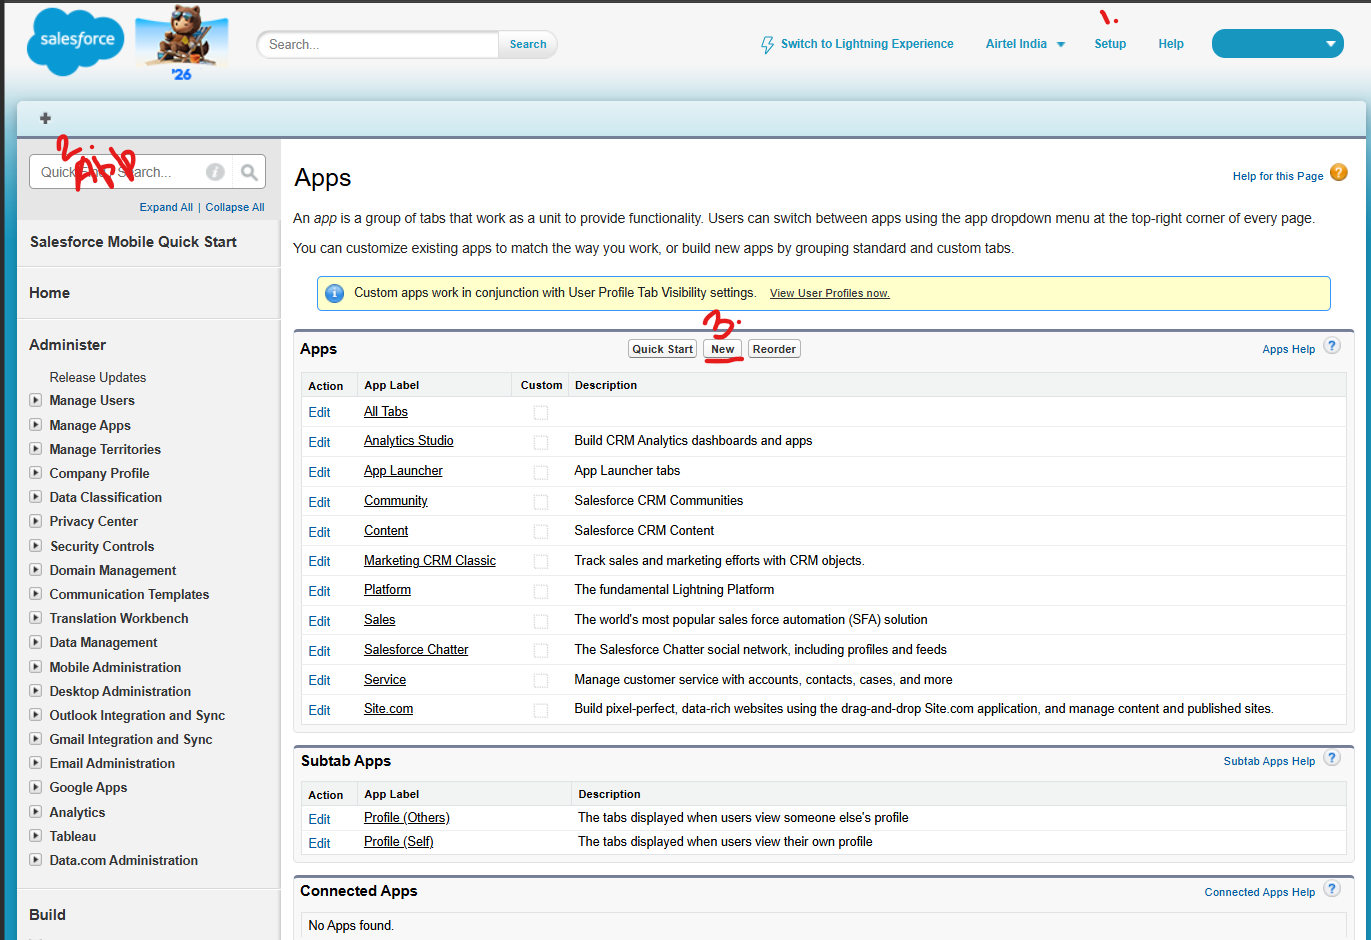 salesforce
'26
Search...
Search
Switch to Lightning Experience
Airtel India
1.
Setup
Help
2.
App
Quick Find / Search...
Expand All | Collapse All
Salesforce Mobile Quick Start
Home
Administer
Release Updates
Manage Users
Manage Apps
Manage Territories
Company Profile
Data Classification
Privacy Center
Security Controls
Domain Management
Communication Templates
Translation Workbench
Data Management
Mobile Administration
Desktop Administration
Outlook Integration and Sync
Gmail Integration and Sync
Email Administration
Google Apps
Analytics
Tableau
Data.com Administration
Build
Apps
Help for this Page
An app is a group of tabs that work as a unit to provide functionality. Users can switch between apps using the app dropdown menu at the top-right corner of every page.
You can customize existing apps to match the way you work, or build new apps by grouping standard and custom tabs.
Custom apps work in conjunction with User Profile Tab Visibility settings. View User Profiles now.
3.
Apps
Quick Start New Reorder
Apps Help
Action App Label Custom Description
Edit All Tabs
Edit Analytics Studio Build CRM Analytics dashboards and apps
Edit App Launcher App Launcher tabs
Edit Community Salesforce CRM Communities
Edit Content Salesforce CRM Content
Edit Marketing CRM Classic Track sales and marketing efforts with CRM objects.
Edit Platform The fundamental Lightning Platform
Edit Sales The world's most popular sales force automation (SFA) solution
Edit Salesforce Chatter The Salesforce Chatter social network, including profiles and feeds
Edit Service Manage customer service with accounts, contacts, cases, and more
Edit Site.com Build pixel-perfect, data-rich websites using the drag-and-drop Site.com application, and manage content and published sites.
Subtab Apps
Subtab Apps Help
Action App Label Description
Edit Profile (Others) The tabs displayed when users view someone else's profile
Edit Profile (Self) The tabs displayed when users view their own profile
Connected Apps
Connected Apps Help
No Apps found.